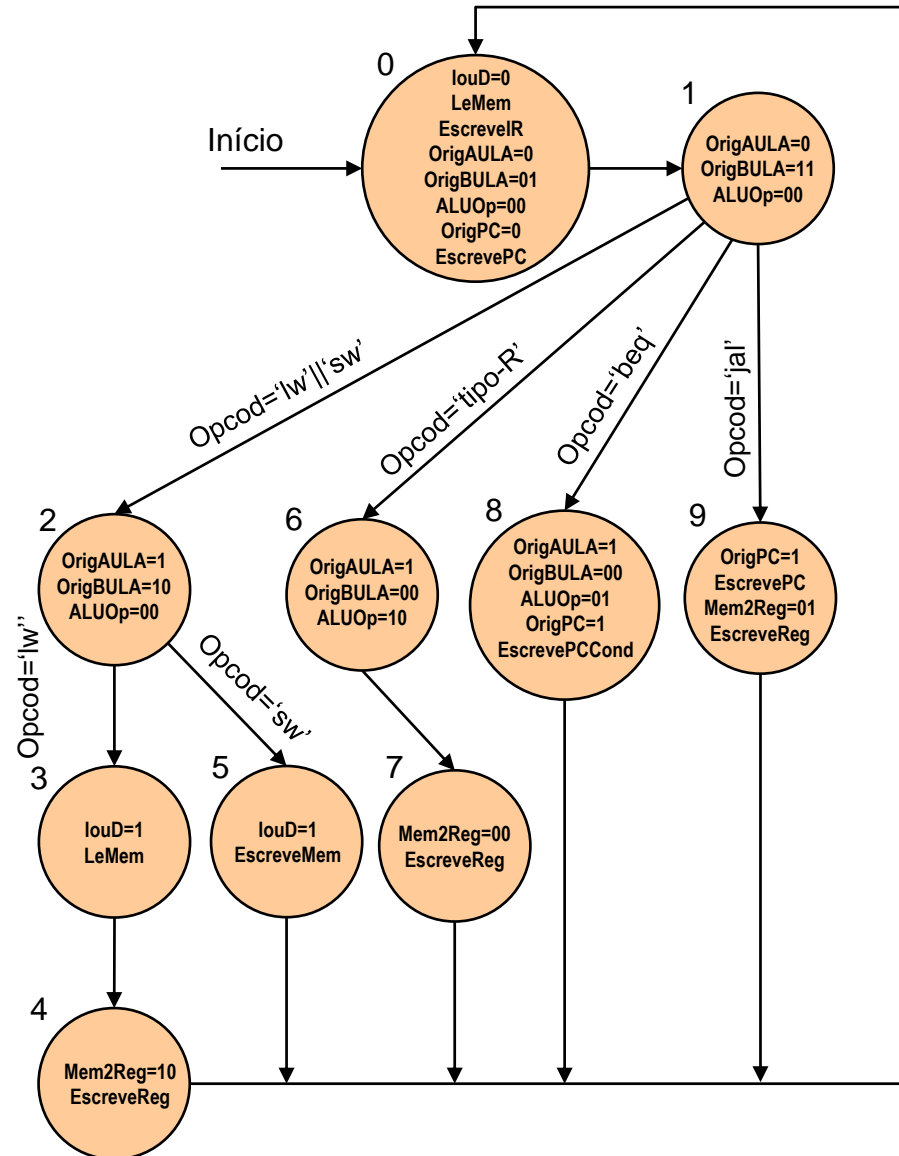 0
IouD=0
LeMem
EscreveIR
OrigAULA=0
OrigBULA=01
ALUOp=00
OrigPC=0
EscrevePC
Início
1
OrigAULA=0
OrigBULA=11
ALUOp=00
Opcod=‘lw’||‘sw’
Opcod=‘tipo-R’
Opcod=‘beq’
Opcod=‘jal’
2
OrigAULA=1
OrigBULA=10
ALUOp=00
6
OrigAULA=1
OrigBULA=00
ALUOp=10
8
OrigAULA=1
OrigBULA=00
ALUOp=01
OrigPC=1
EscrevePCCond
9
OrigPC=1
EscrevePC
Mem2Reg=01
EscreveReg
Opcod=‘lw’'
Opcod=‘sw’
3
IouD=1
LeMem
5
IouD=1
EscreveMem
7
Mem2Reg=00
EscreveReg
4
Mem2Reg=10
EscreveReg